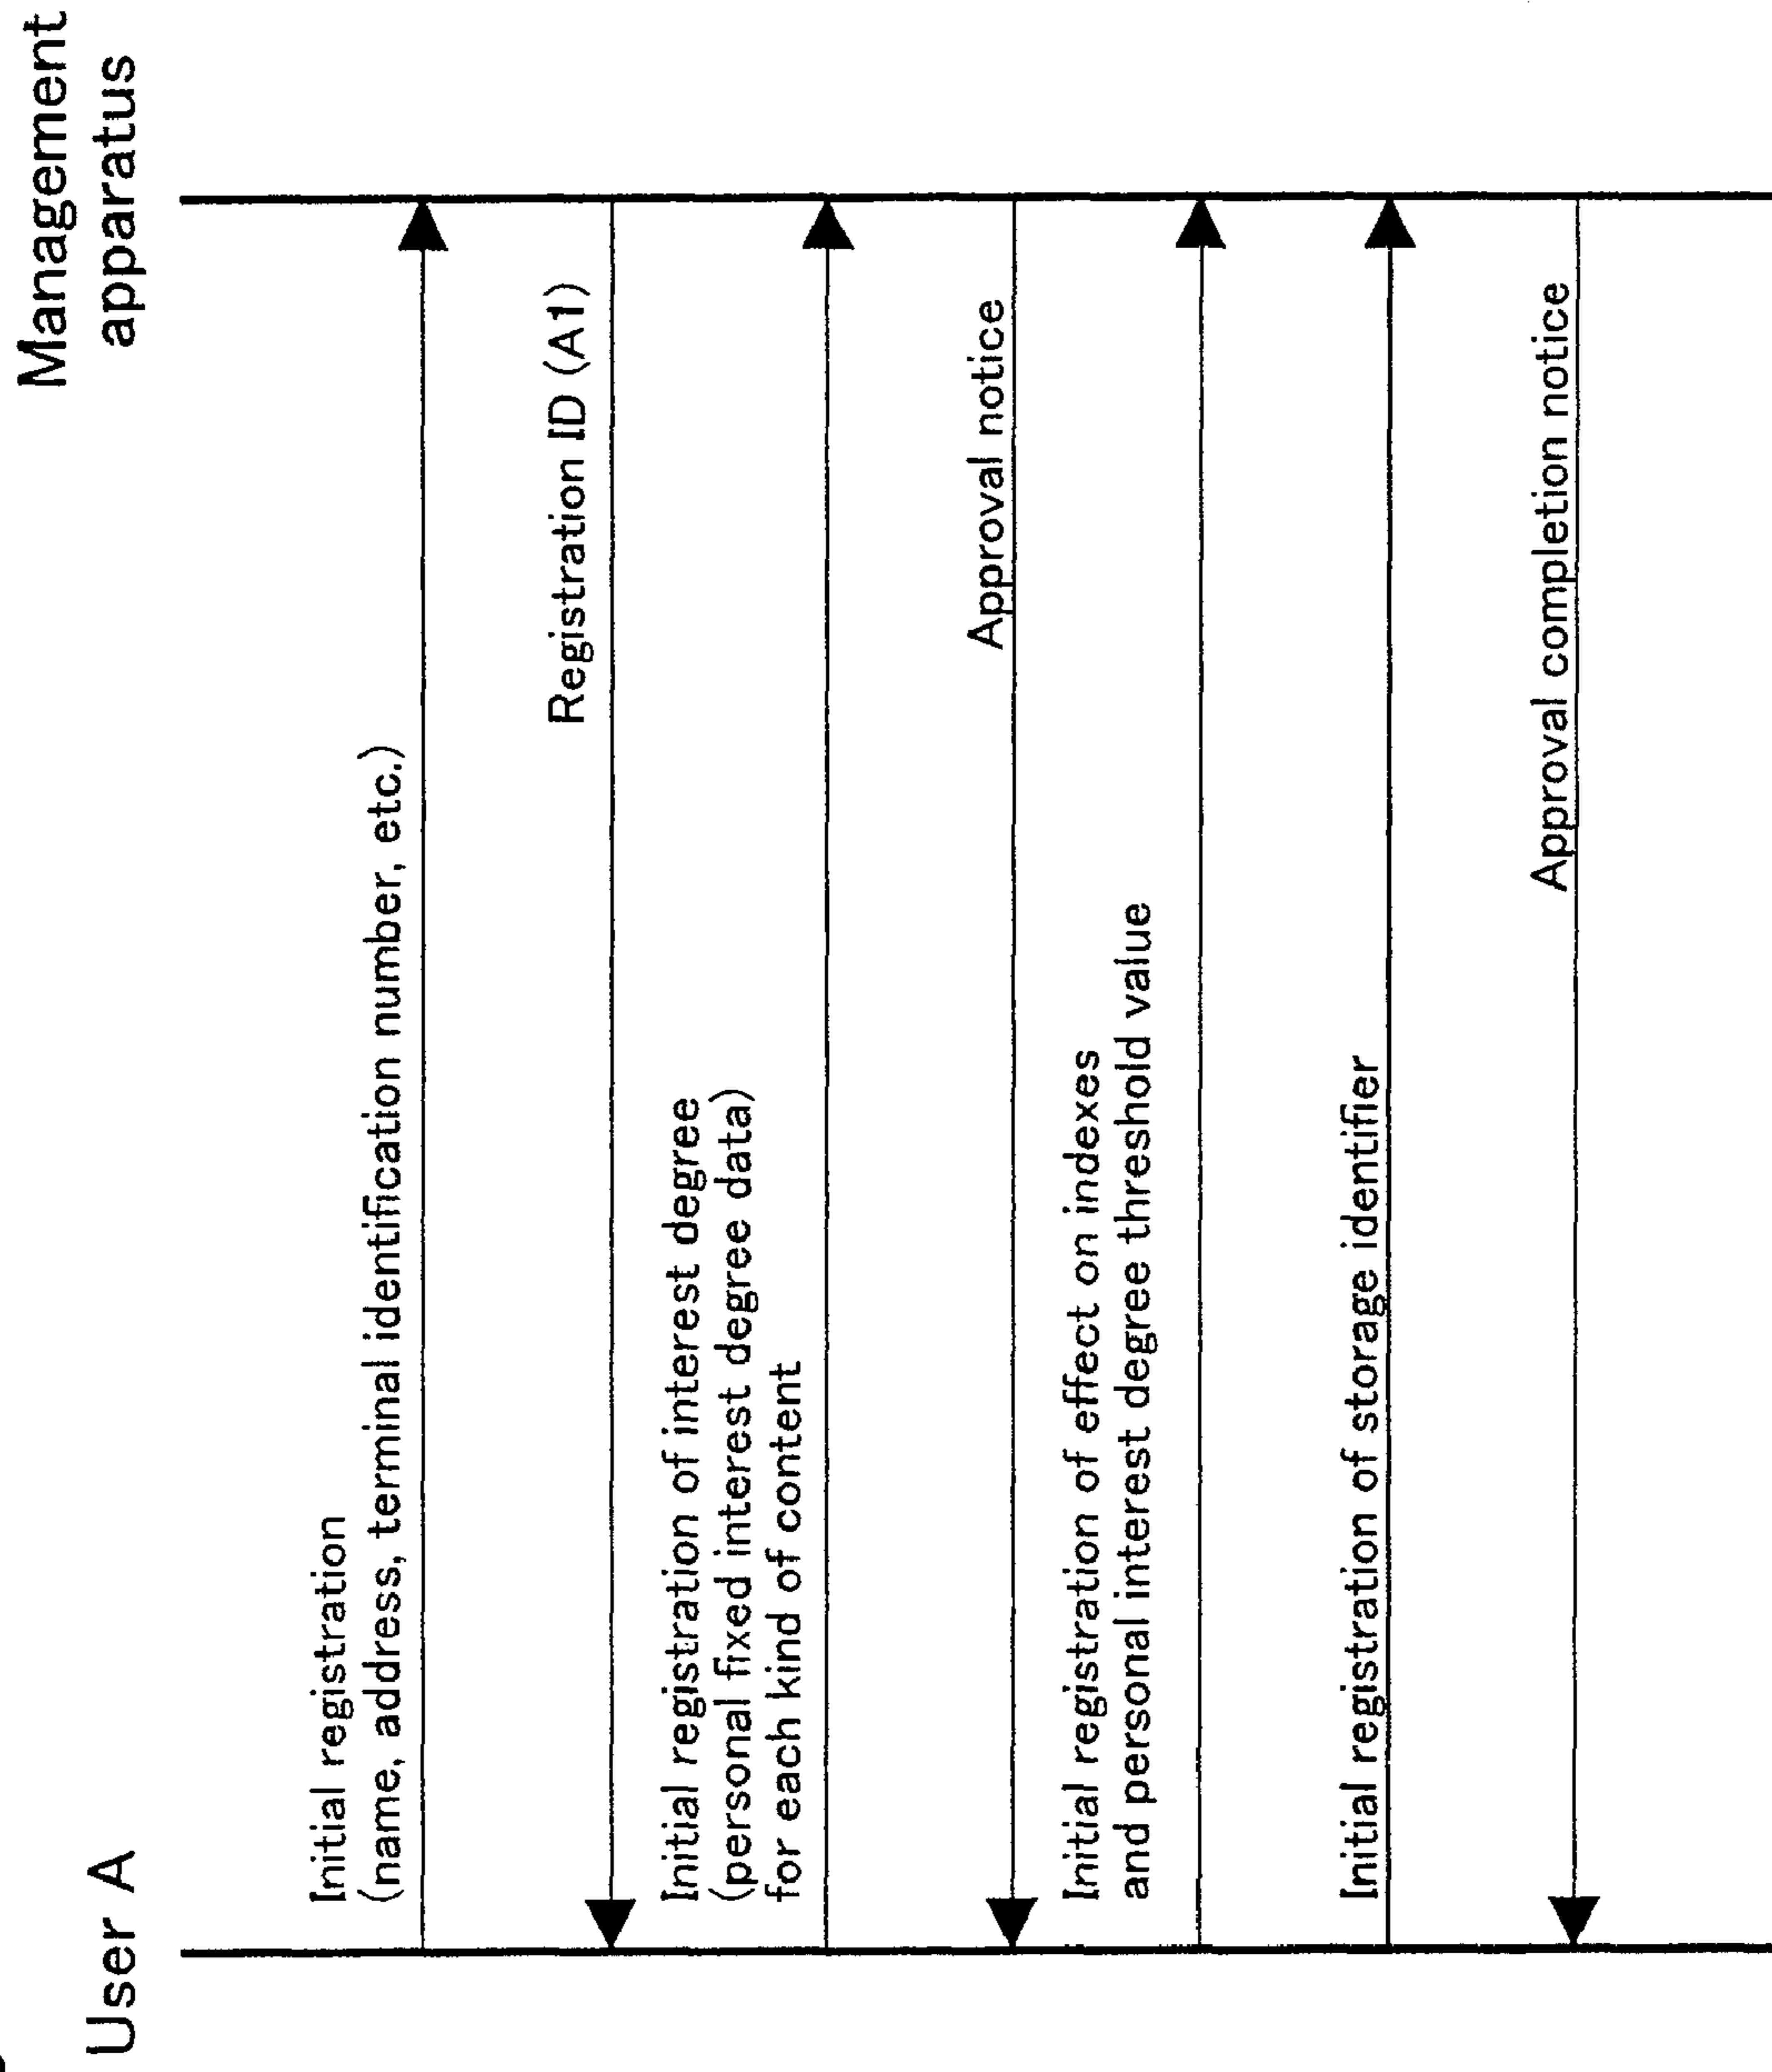 User A
Management
apparatus
Initial registration
(name, address, terminal identification number, etc.)
Registration ID (A1)
Initial registration of interest degree
(personal fixed interest degree data)
for each kind of content
Approval notice
Initial registration of effect on indexes
and personal interest degree threshold value
Initial registration of storage identifier
Approval completion notice